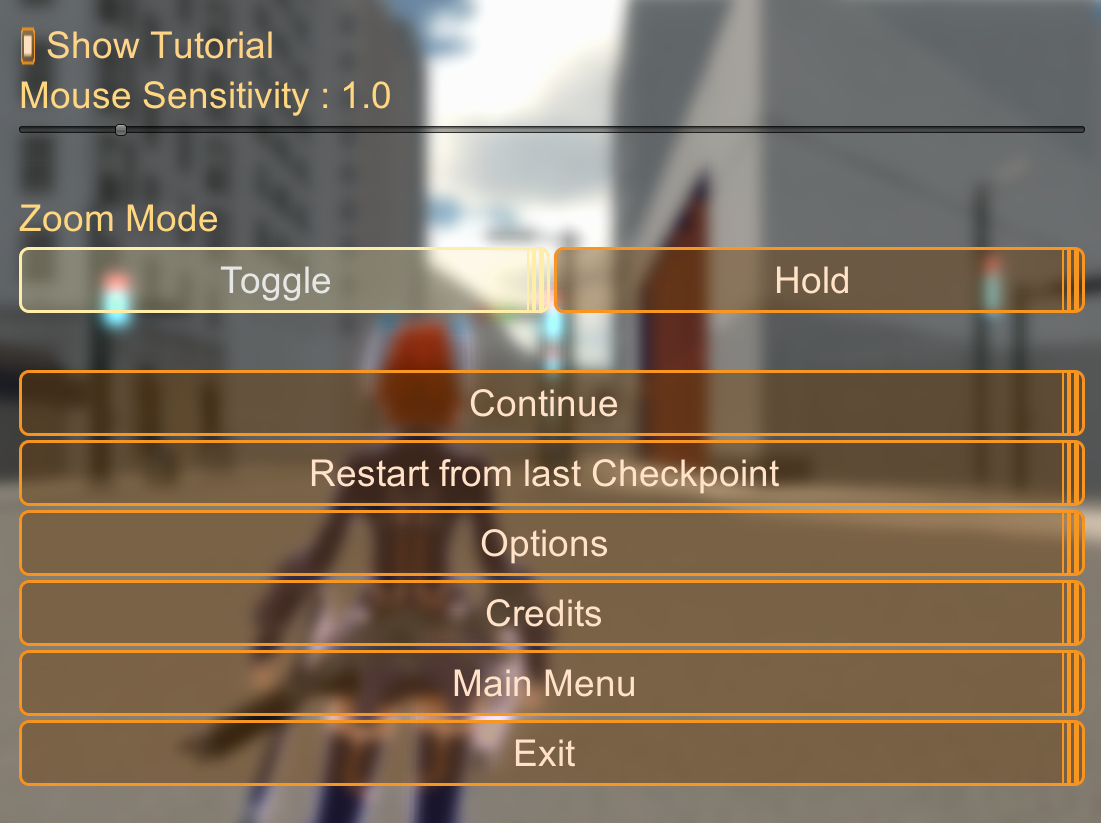 Show Tutorial
Mouse Sensitivity : 1.0
Zoom Mode
Toggle
Hold
Continue
Restart from last Checkpoint
Options
Credits
Main Menu
Exit